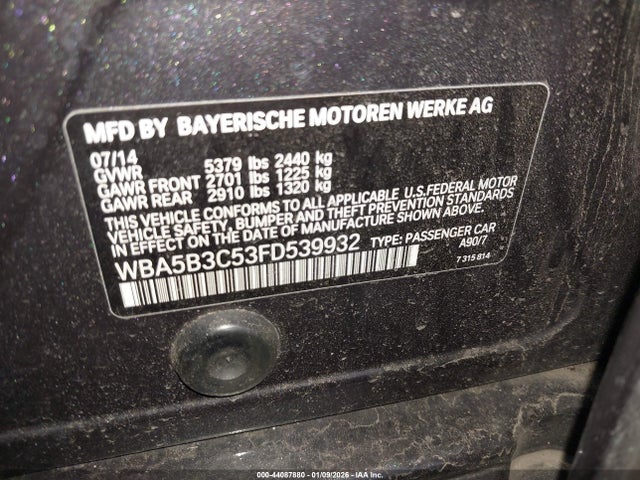 MFD BY BAYERISCHE MOTOREN WERKE AG
07/14
GVWR 5379 lbs 2440 kg
GAWR FRONT 2701 lbs 1225 kg
GAWR REAR 2910 lbs 1320 kg
THIS VEHICLE CONFORMS TO ALL APPLICABLE U.S. FEDERAL MOTOR
VEHICLE SAFETY, BUMPER AND THEFT PREVENTION STANDARDS
IN EFFECT ON THE DATE OF MANUFACTURE SHOWN ABOVE.
WBA5B3C53FD539932 TYPE: PASSENGER CAR
A90/7
7 315 814
000-44087880 - 01/09/2026 - IAA Inc.